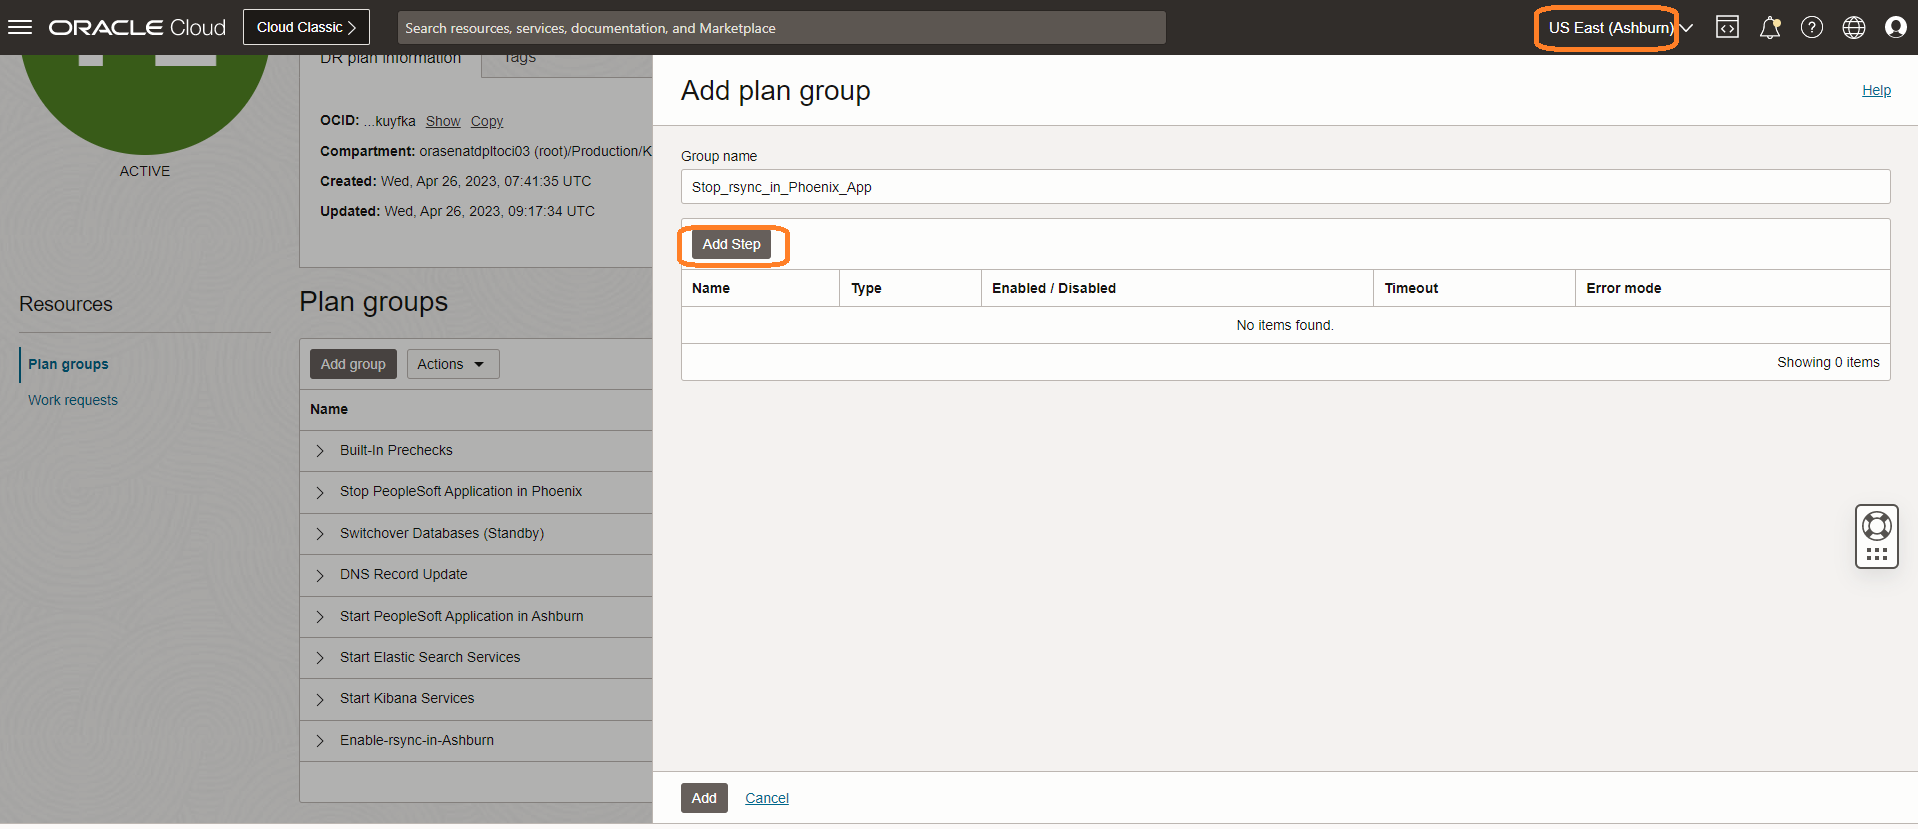 ORACLE Cloud
Cloud Classic
Search resources, services, documentation, and Marketplace
US East (Ashburn)
DR plan information
Tags
OCID: ...kuyfka Show Copy
Compartment: orasenatdpltoci03 (root)/Production/K
Created: Wed, Apr 26, 2023, 07:41:35 UTC
Updated: Wed, Apr 26, 2023, 09:17:34 UTC
ACTIVE
Resources
Plan groups
Work requests
Plan groups
Add group
Actions
Name
Built-In Prechecks
Stop PeopleSoft Application in Phoenix
Switchover Databases (Standby)
DNS Record Update
Start PeopleSoft Application in Ashburn
Start Elastic Search Services
Start Kibana Services
Enable-rsync-in-Ashburn
Add plan group
Help
Group name
Stop_rsync_in_Phoenix_App
Add Step
Name Type Enabled / Disabled Timeout Error mode
No items found.
Showing 0 items
Add Cancel